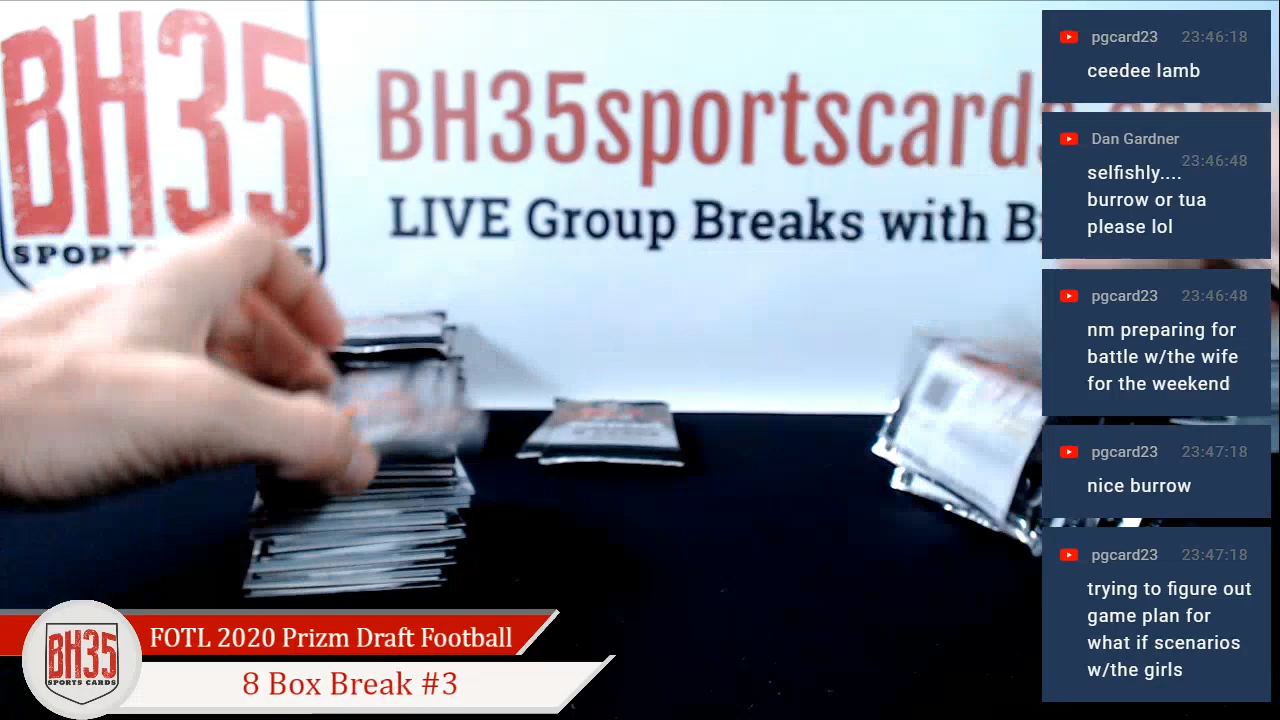 BH35
SPORTS
BH35sportscards.com
LIVE Group Breaks with
pgcard23 23:46:18
ceedee lamb
Dan Gardner
23:46:48
selfishly....
burrow or tua
please lol
pgcard23 23:46:48
nm preparing for
battle w/the wife
for the weekend
pgcard23 23:47:18
nice burrow
pgcard23 23:47:18
trying to figure out
game plan for
what if scenarios
w/the girls
BH35
SPORTS CARDS
FOTL 2020 Prizm Draft Football
8 Box Break #3